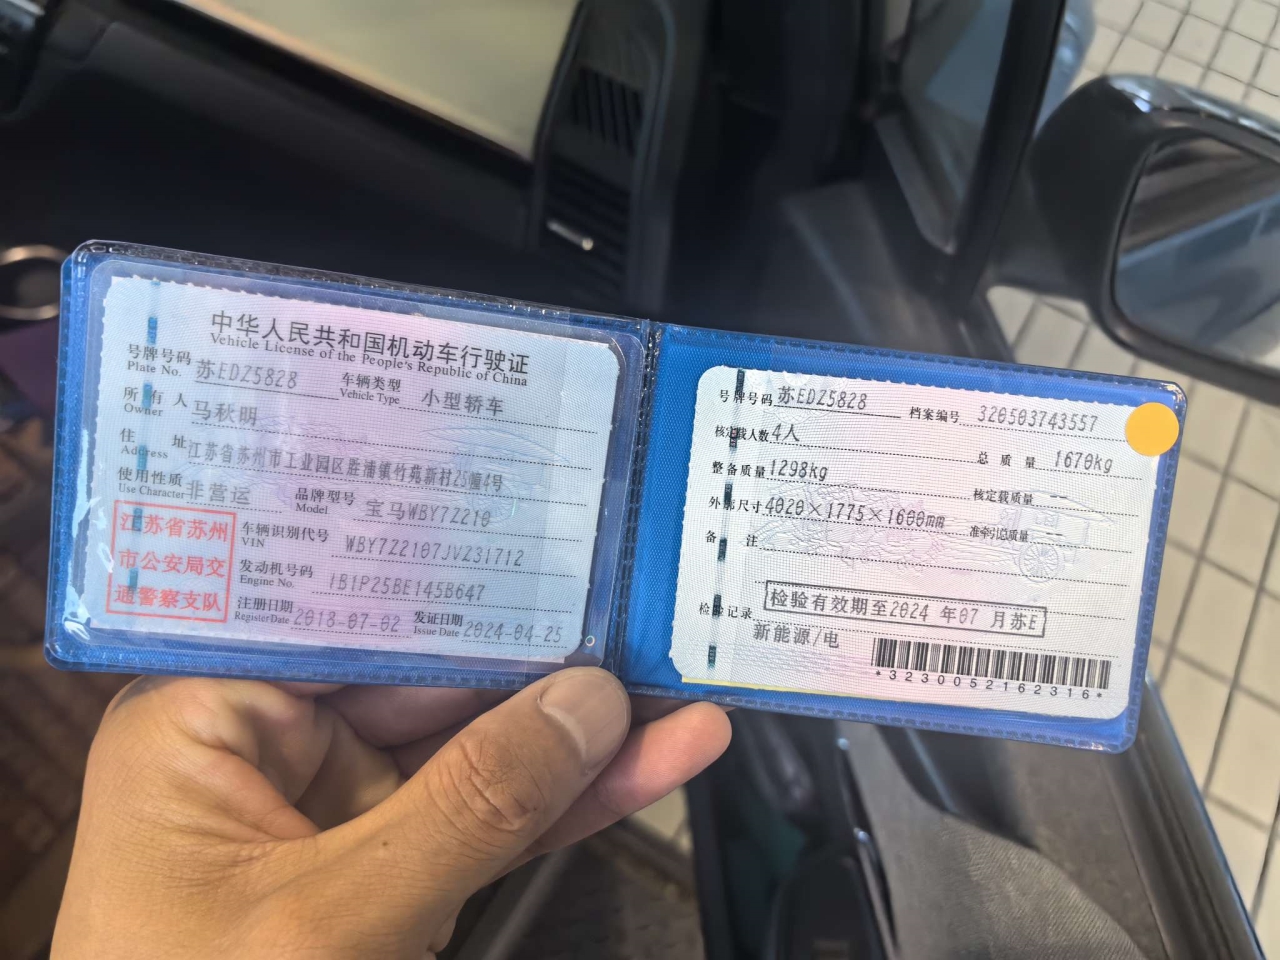 中华人民共和国机动车行驶证
Vehicle License of the People's Republic of China
号牌号码 苏EDZ5828 车辆类型 小型轿车
Plate No. Vehicle Type
所有人 马秋明
Owner
住址 江苏省苏州市工业园区胜浦镇竹苑新村25幢4号
Address
使用性质 非营运 品牌型号 宝马WBY7Z210
Use Character Model
江苏省苏州
市公安局交
通警察支队
车辆识别代号 WBY7Z2107JVZ31712
VIN
发动机号码 IB1P25BE145B647
Engine No.
注册日期 2018-07-02 发证日期 2024-04-25
Register Date Issue Date
号牌号码 苏EDZ5828 档案编号 320503743557
核定载人数 4人 总质量 1670kg
整备质量 1298kg 核定载质量 --
外廓尺寸 4020×1775×1600mm 准牵引总质量 --
备注
检验记录 检验有效期至2024 年07 月苏E
新能源/电
*3230052162316*